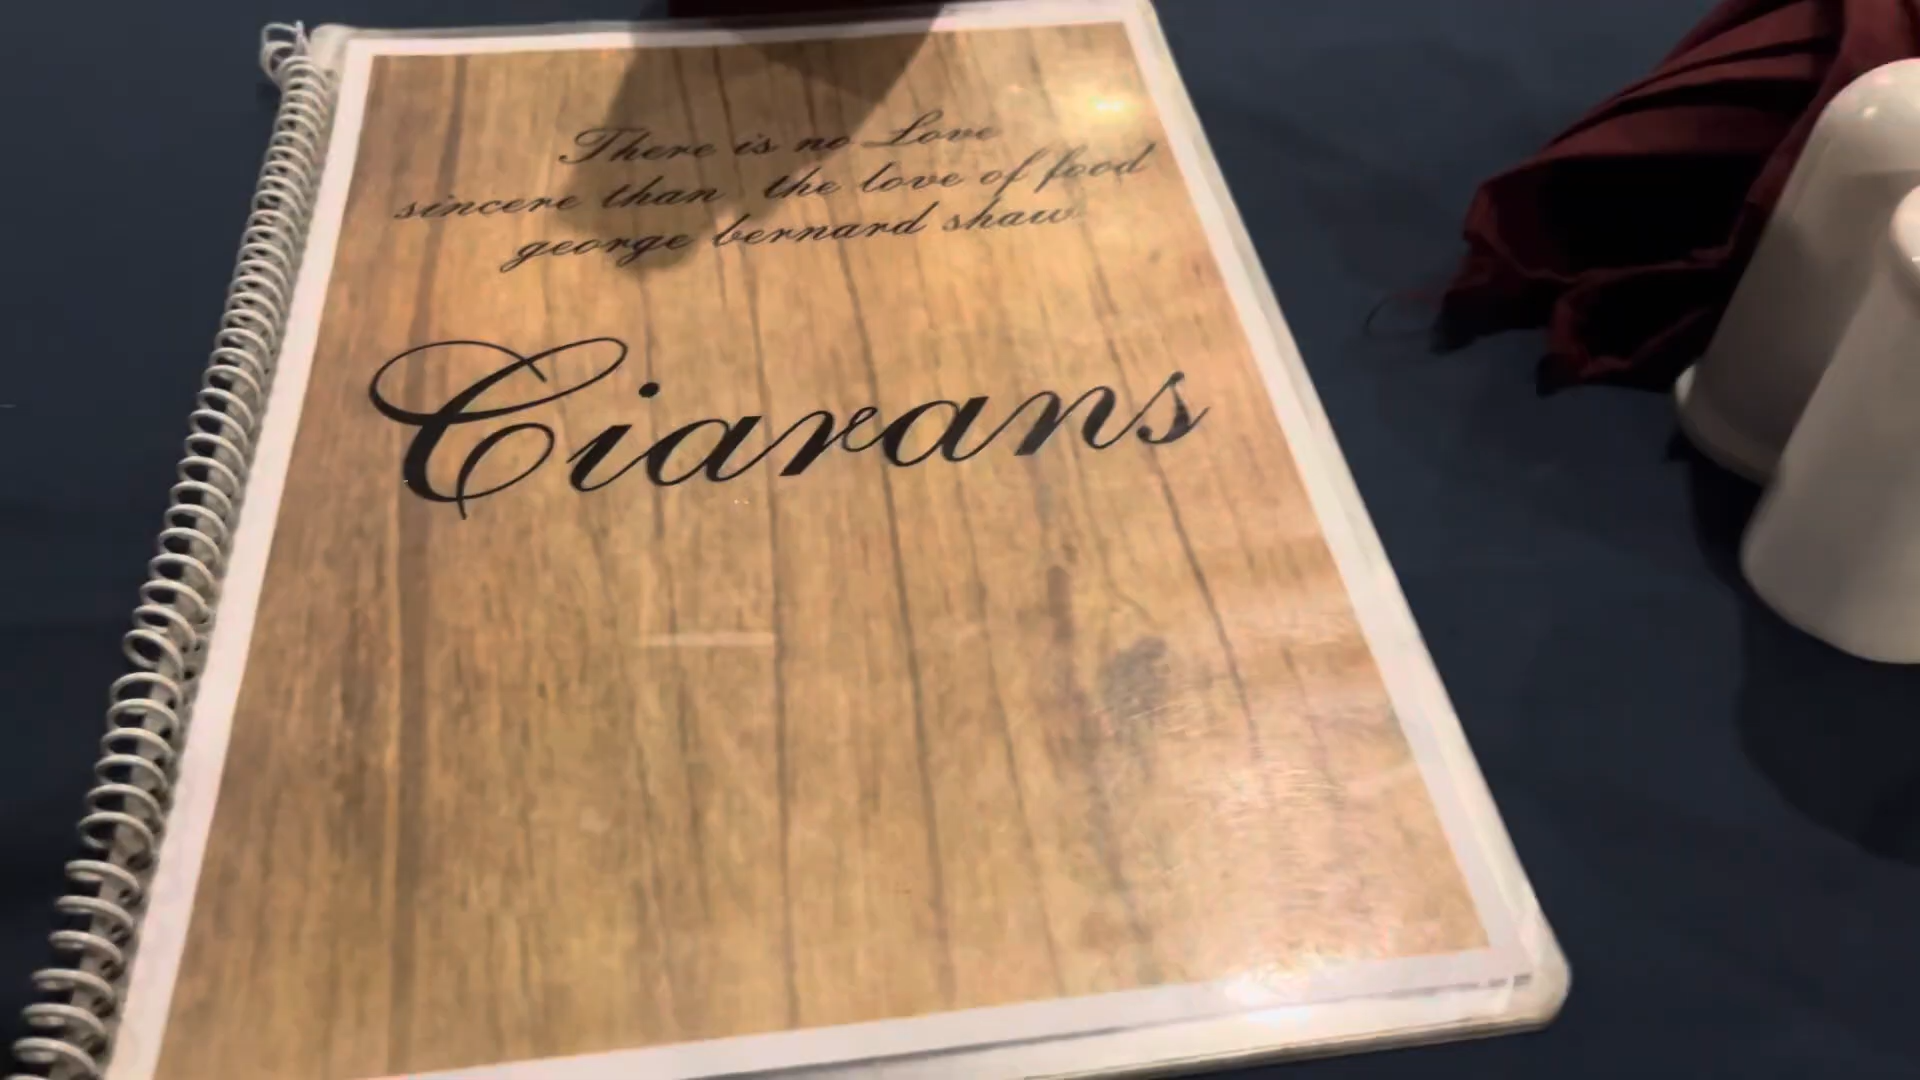 There is no Love
sincere than the love of food
george bernard shaw
Ciarans